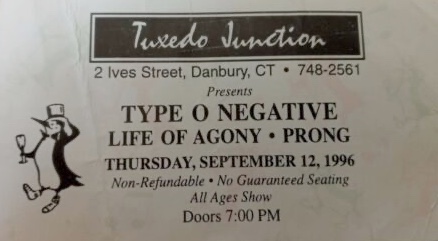 Tuxedo Junction
2 Ives Street, Danbury, CT • 748-2561
Presents
TYPE O NEGATIVE
LIFE OF AGONY • PRONG
THURSDAY, SEPTEMBER 12, 1996
Non-Refundable • No Guaranteed Seating
All Ages Show
Doors 7:00 PM